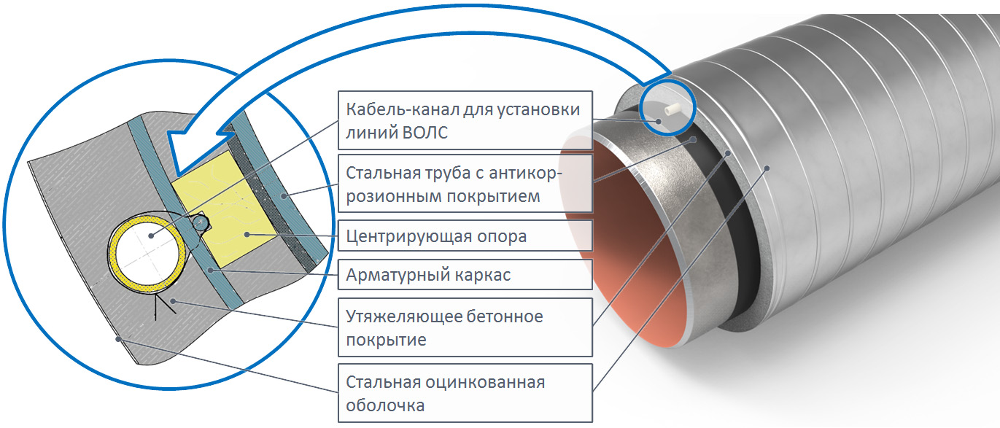 Кабель-канал для установки
линий ВОЛС
Стальная труба с антикор-
розионным покрытием
Центрирующая опора
Арматурный каркас
Утяжеляющее бетонное
покрытие
Стальная оцинкованная
оболочка